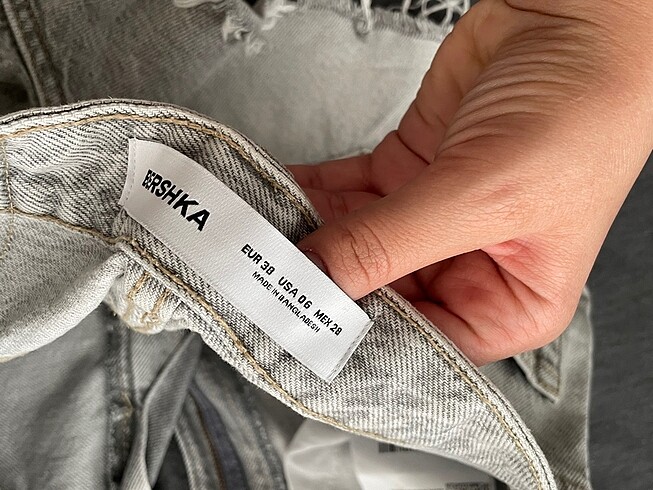 BERSHKA
EUR 38 USA 06 MEX 28
MADE IN BANGLADESH